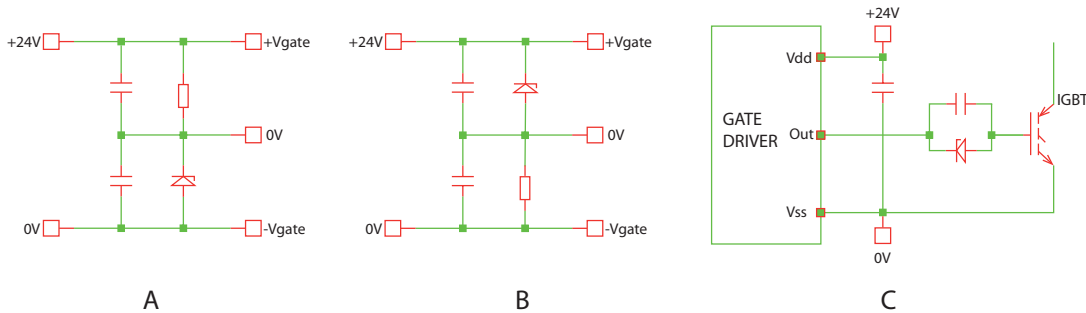 +24V
+Vgate
0V
0V
-Vgate
A
+24V
+Vgate
0V
0V
-Vgate
B
+24V
Vdd
IGBT
GATE
DRIVER
Out
Vss
0V
C